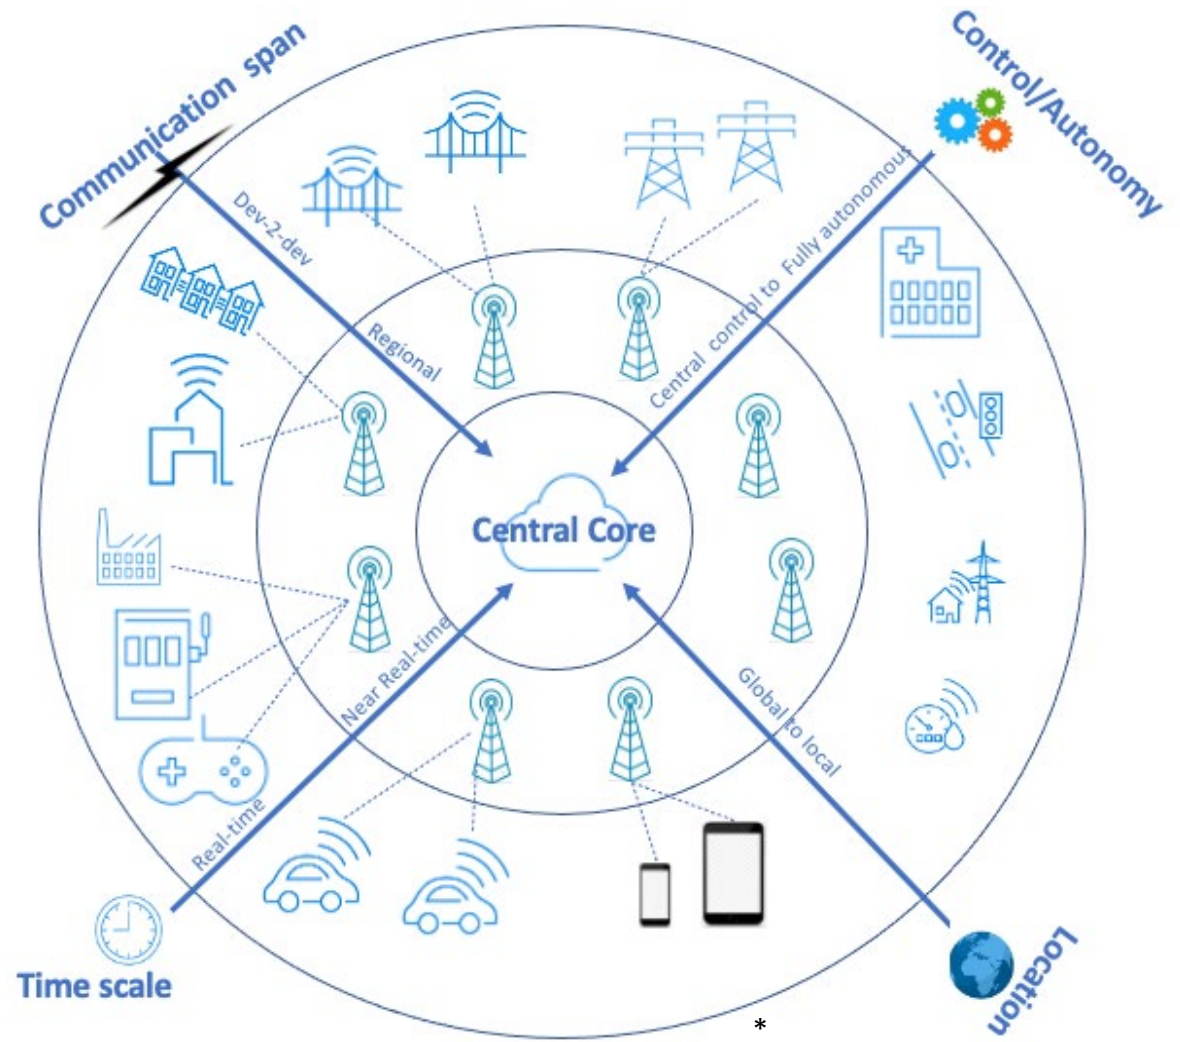 Communication span
Control/Autonomy
Dev-2-dev
Regional
Central control to Fully autonomous
Central Core
Near Real-time
Real-time
Global to local
Time scale
Location
*